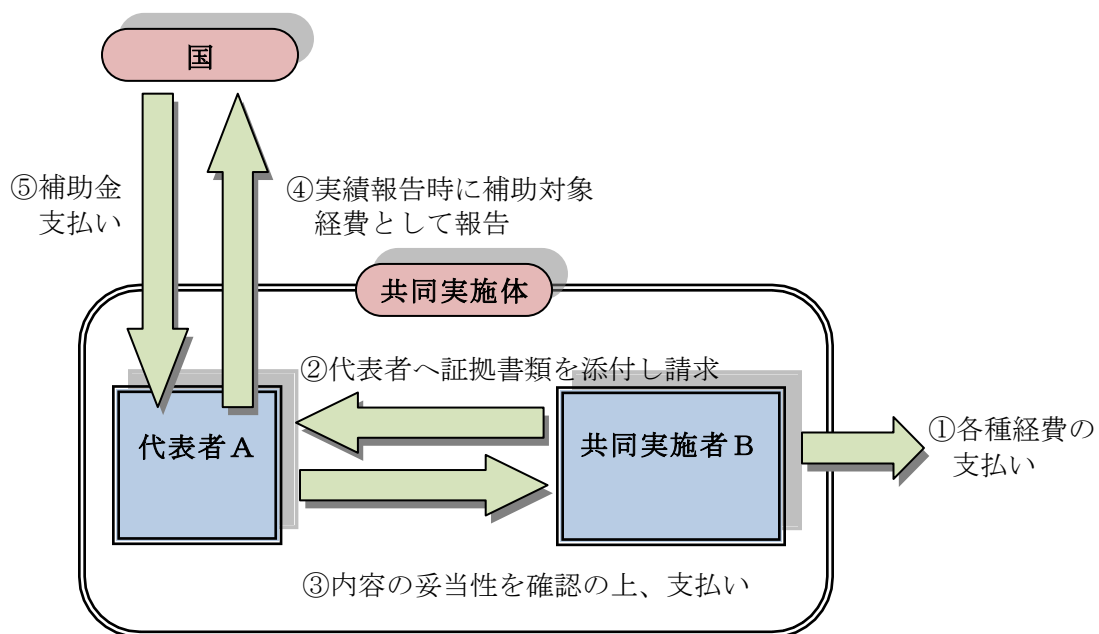 国
⑤補助金
支払い
④実績報告時に補助対象
経費として報告
共同実施体
②代表者へ証拠書類を添付し請求
代表者A
共同実施者B
①各種経費の
支払い
③内容の妥当性を確認の上、支払い